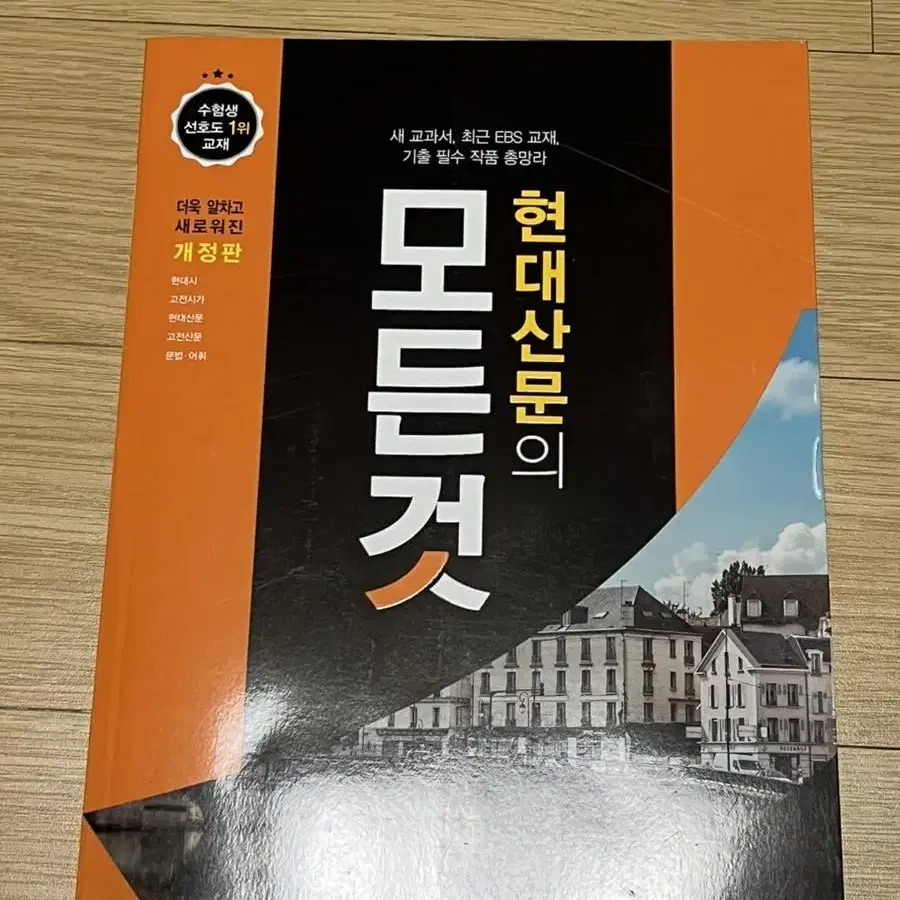 수험생
선호도 1위
교재
더욱 알차고
새로워진
개정판
현대시
고전시가
현대산문
고전산문
문법·어휘
새 교과서, 최근 EBS 교재,
기출 필수 작품 총망라
현대산문의
모든것